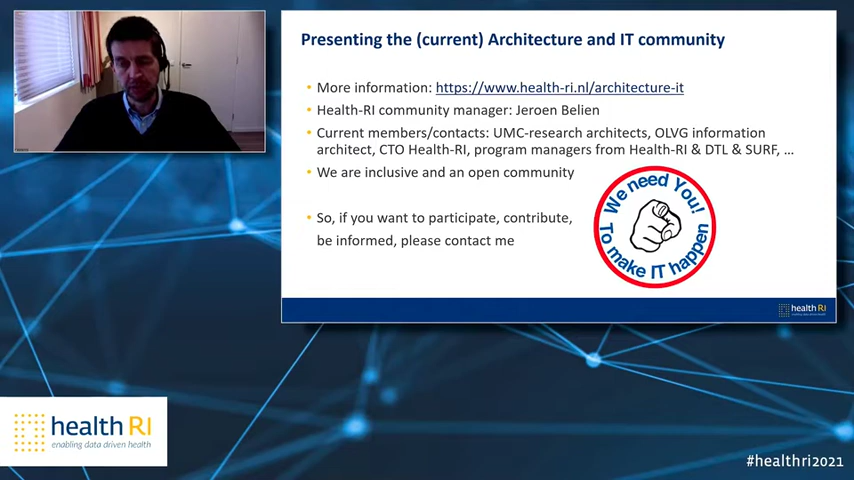 Presenting the (current) Architecture and IT community
• More information: https://www.health-ri.nl/architecture-it
• Health-RI community manager: Jeroen Belien
• Current members/contacts: UMC-research architects, OLVG information
architect, CTO Health-RI, program managers from Health-RI & DTL & SURF, ...
• We are inclusive and an open community
We need You!
To make IT happen
• So, if you want to participate, contribute,
be informed, please contact me
health RI
enabling data driven health
health RI
enabling data driven health
#healthri2021